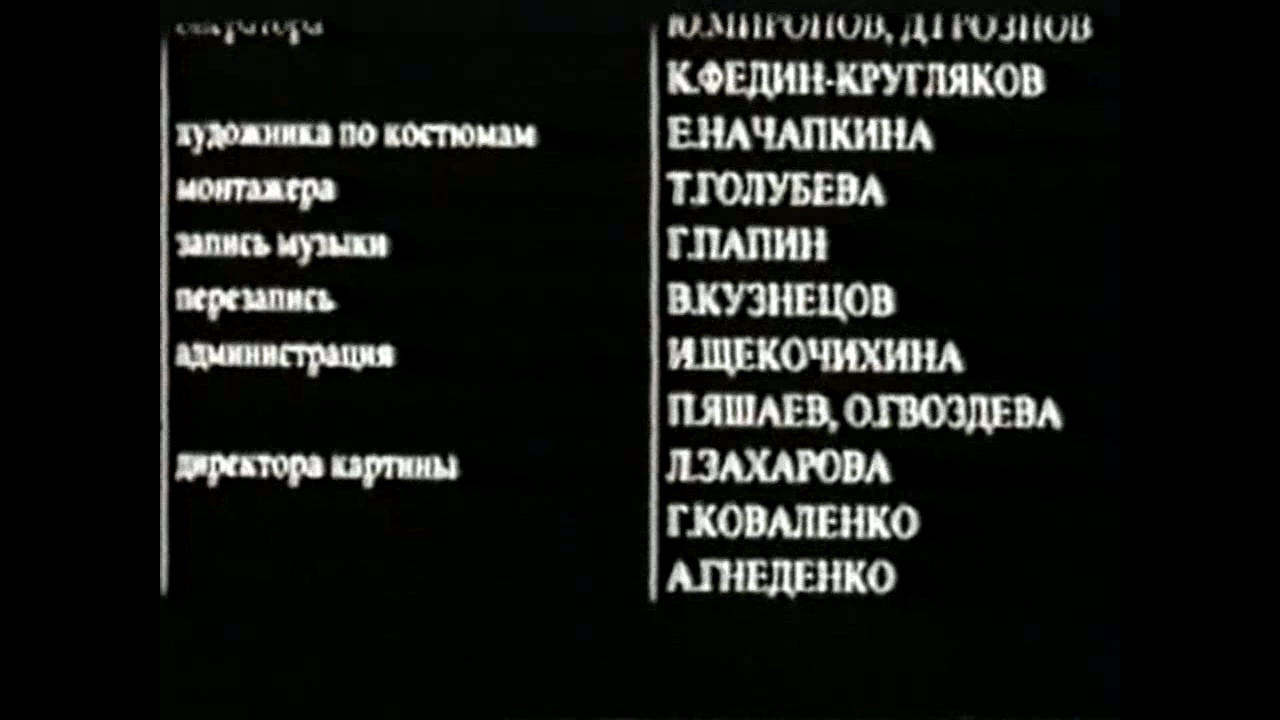 оператора Ю.МИРОНОВ, Д.ГРОЗНОВ
К.ФЕДИН-КРУГЛЯКОВ
художника по костюмам Е.НАЧАПКИНА
монтажера Т.ГОЛУБЕВА
запись музыки Г.ПАПИН
перезапись В.КУЗНЕЦОВ
администрация И.ЩЕКОЧИХИНА
П.ЯШАЕВ, О.ГВОЗДЕВА
директора картины Л.ЗАХАРОВА
Г.КОВАЛЕНКО
А.ГНЕДЕНКО